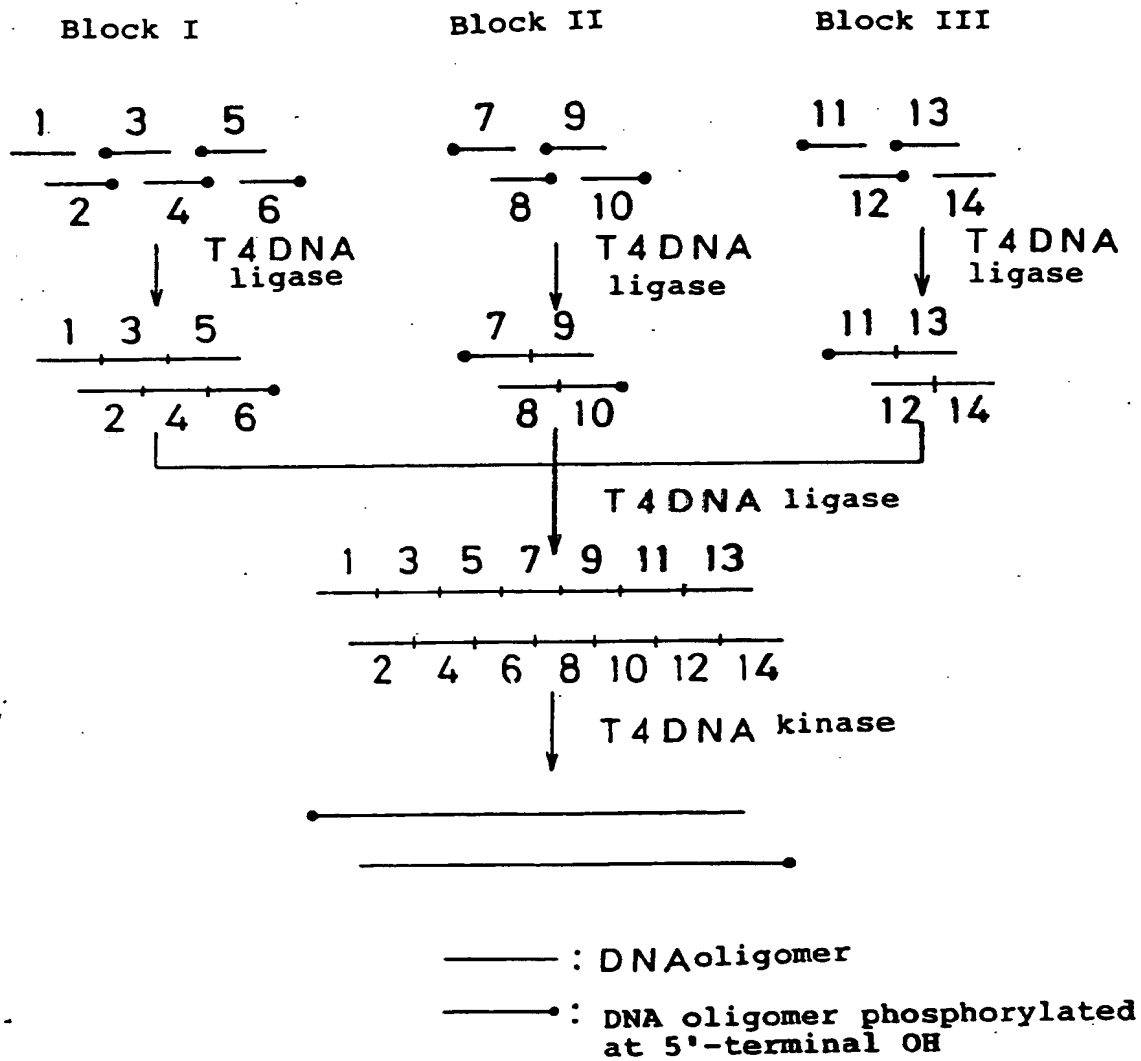 Block I Block II Block III
1 3 5 7 9 11 13
2 4 6 8 10 12 14
T4DNA ligase T4DNA ligase T4DNA ligase
1 3 5 7 9 11 13
2 4 6 8 10 12 14
T4DNA ligase
1 3 5 7 9 11 13
2 4 6 8 10 12 14
T4DNA kinase
: DNA oligomer
: DNA oligomer phosphorylated
at 5'-terminal OH